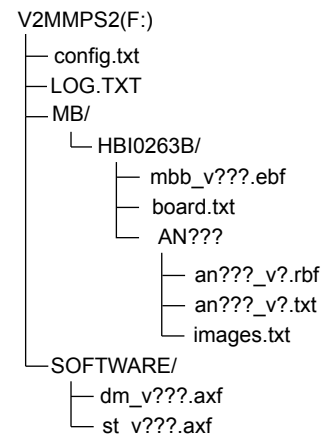 V2MMPS2(F:)
config.txt
LOG.TXT
MB/
HBI0263B/
mbb_v???.ebf
board.txt
AN???
an???_v?.rbf
an???_v?.txt
images.txt
SOFTWARE/
dm_v???.axf
st_v???.axf